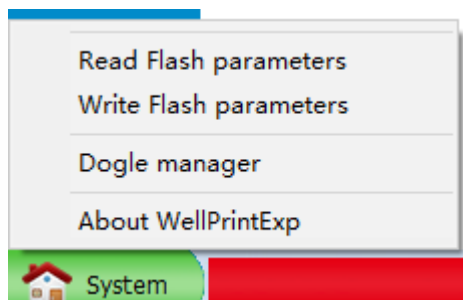 Read Flash parameters
Write Flash parameters
Dogle manager
About WellPrintExp
System